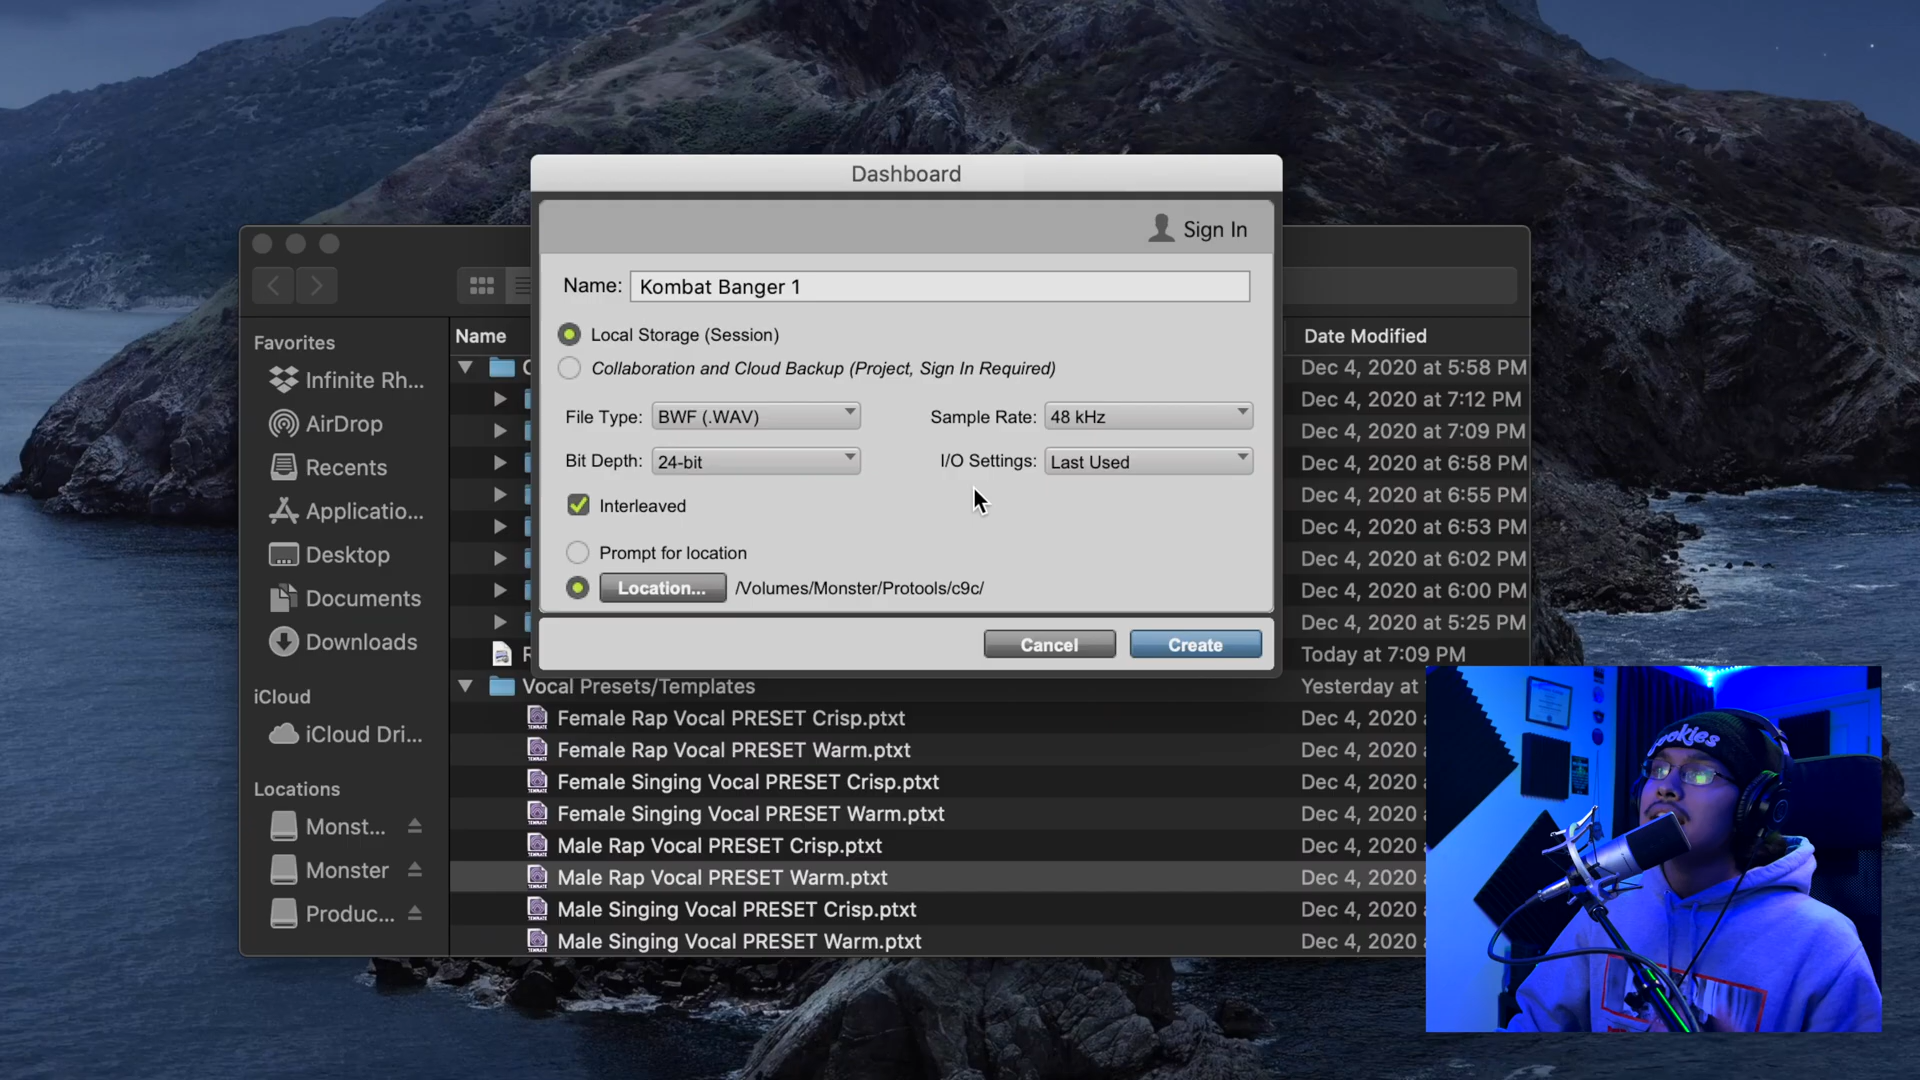 Dashboard
Sign In
Name: Kombat Banger 1
Local Storage (Session)
Collaboration and Cloud Backup (Project, Sign In Required)
File Type: BWF (.WAV)
Sample Rate: 48 kHz
Bit Depth: 24-bit
I/O Settings: Last Used
Interleaved
Prompt for location
Location... /Volumes/Monster/Protools/c9c/
Cancel
Create
Favorites
Infinite Rh...
AirDrop
Recents
Applicatio...
Desktop
Documents
Downloads
iCloud
iCloud Dri...
Locations
Monst...
Monster
Produc...
Name
Date Modified
Dec 4, 2020 at 5:58 PM
Dec 4, 2020 at 7:12 PM
Dec 4, 2020 at 7:09 PM
Dec 4, 2020 at 6:58 PM
Dec 4, 2020 at 6:55 PM
Dec 4, 2020 at 6:53 PM
Dec 4, 2020 at 6:02 PM
Dec 4, 2020 at 6:00 PM
Dec 4, 2020 at 5:25 PM
Today at 7:09 PM
Vocal Presets/Templates Yesterday at
Female Rap Vocal PRESET Crisp.ptxt Dec 4, 2020
Female Rap Vocal PRESET Warm.ptxt Dec 4, 2020
Female Singing Vocal PRESET Crisp.ptxt Dec 4, 2020
Female Singing Vocal PRESET Warm.ptxt Dec 4, 2020
Male Rap Vocal PRESET Crisp.ptxt Dec 4, 2020
Male Rap Vocal PRESET Warm.ptxt Dec 4, 2020
Male Singing Vocal PRESET Crisp.ptxt Dec 4, 2020
Male Singing Vocal PRESET Warm.ptxt Dec 4, 2020
cookies